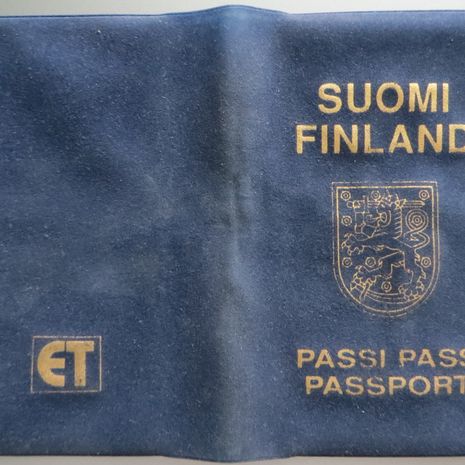 SUOMI
FINLAND
PASSI PASS
PASSPORT
ET